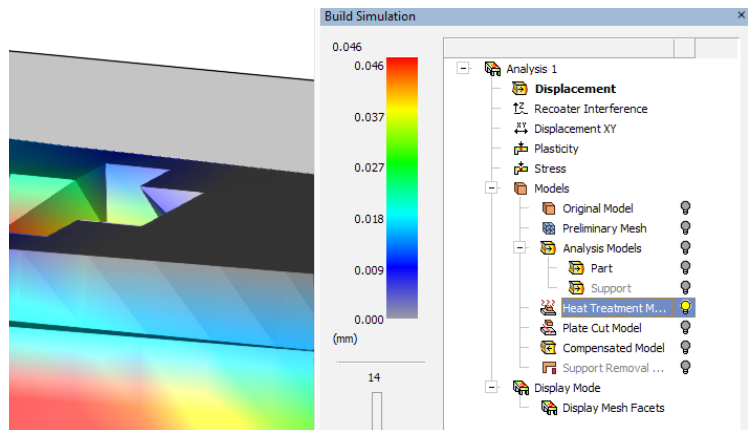 Build Simulation
0.046
0.046
0.037
0.027
0.018
0.009
0.000
(mm)
14
Analysis 1
Displacement
Recoater Interference
Displacement XY
Plasticity
Stress
Models
Original Model
Preliminary Mesh
Analysis Models
Part
Support
Heat Treatment M...
Plate Cut Model
Compensated Model
Support Removal ...
Display Mode
Display Mesh Facets